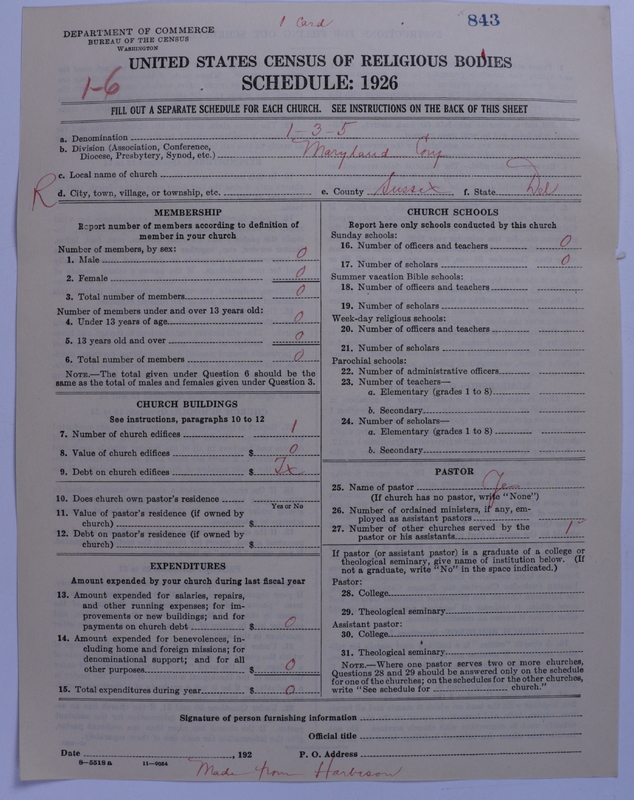 1 Card
843
DEPARTMENT OF COMMERCE
BUREAU OF THE CENSUS
WASHINGTON
UNITED STATES CENSUS OF RELIGIOUS BODIES
1-6
SCHEDULE: 1926
FILL OUT A SEPARATE SCHEDULE FOR EACH CHURCH. SEE INSTRUCTIONS ON THE BACK OF THIS SHEET
a. Denomination 1-3-5
b. Division (Association, Conference,
Diocese, Presbytery, Synod, etc.) Maryland
c. Local name of church
R
d. City, town, village, or township, etc. e. County Sussex f. State Del
MEMBERSHIP
Report number of members according to definition of
member in your church
Number of members, by sex:
1. Male 0
2. Female 0
3. Total number of members 0
Number of members under and over 13 years old:
4. Under 13 years of age 0
5. 13 years old and over 0
6. Total number of members 0
NOTE.—The total given under Question 6 should be the
same as the total of males and females given under Question 3.
CHURCH BUILDINGS
See instructions, paragraphs 10 to 12
7. Number of church edifices 1
8. Value of church edifices $ 0
9. Debt on church edifices $ Tx
10. Does church own pastor's residence
Yes or No
11. Value of pastor's residence (if owned by
church) $
12. Debt on pastor's residence (if owned by
church) $
EXPENDITURES
Amount expended by your church during last fiscal year
13. Amount expended for salaries, repairs,
and other running expenses; for im-
provements or new buildings; and for
payments on church debt $ 0
14. Amount expended for benevolences, in-
cluding home and foreign missions; for
denominational support; and for all
other purposes $ 0
15. Total expenditures during year $ 0
CHURCH SCHOOLS
Report here only schools conducted by this church
Sunday schools:
16. Number of officers and teachers 0
17. Number of scholars 0
Summer vacation Bible schools:
18. Number of officers and teachers
19. Number of scholars
Week-day religious schools:
20. Number of officers and teachers
21. Number of scholars
Parochial schools:
22. Number of administrative officers
23. Number of teachers—
a. Elementary (grades 1 to 8)
b. Secondary
24. Number of scholars—
a. Elementary (grades 1 to 8)
b. Secondary
PASTOR
25. Name of pastor
(If church has no pastor, write "None")
26. Number of ordained ministers, if any, em-
ployed as assistant pastors
27. Number of other churches served by the
pastor or his assistants 1
If pastor (or assistant pastor) is a graduate of a college or
theological seminary, give name of institution below. (If
not a graduate, write "No" in the space indicated.)
Pastor:
28. College
29. Theological seminary
Assistant pastor:
30. College
31. Theological seminary
NOTE.—Where one pastor serves two or more churches,
Questions 28 and 29 should be answered only on the schedule
for one of the churches; on the schedules for the other churches,
write "See schedule for church."
Signature of person furnishing information
Official title
Date , 192 P. O. Address
8-5518a 11-9054
Made from Harbison